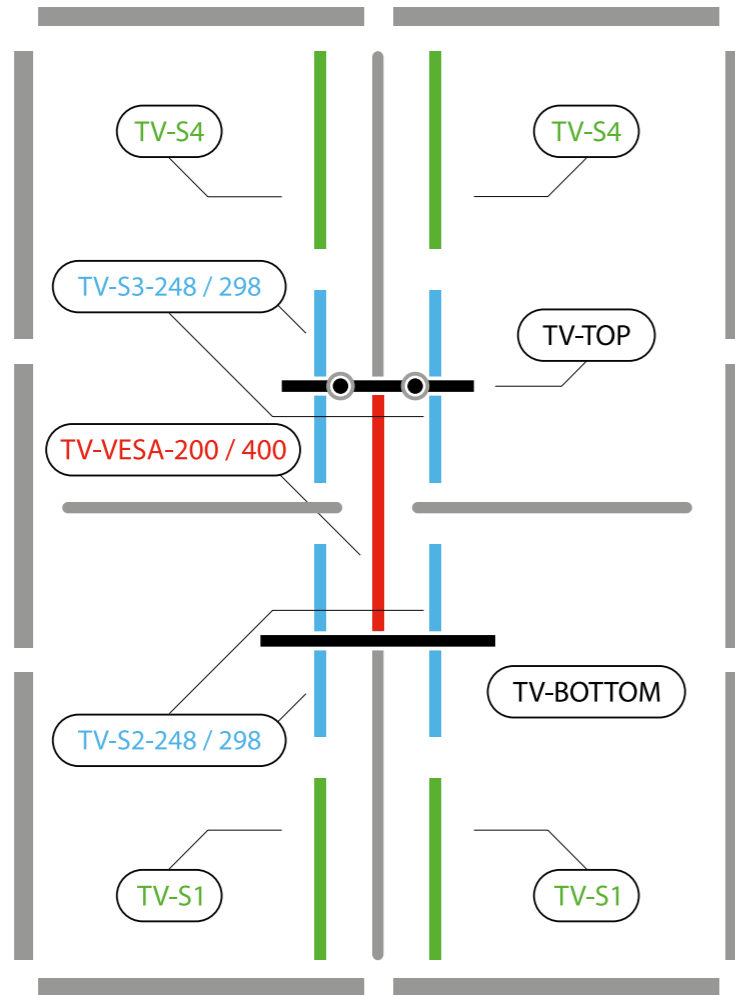 TV-S4
TV-S4
TV-S3-248 / 298
TV-TOP
TV-VESA-200 / 400
TV-BOTTOM
TV-S2-248 / 298
TV-S1
TV-S1